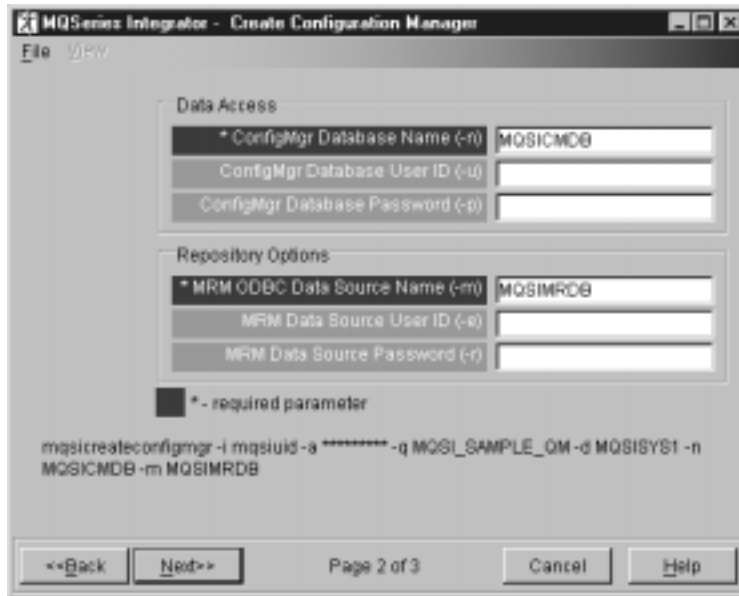 MQSeries Integrator - Create Configuration Manager
File View
Data Access
* ConfigMgr Database Name (-n) MQSICMDB
ConfigMgr Database User ID (-u)
ConfigMgr Database Password (-p)
Repository Options
* MRM ODBC Data Source Name (-m) MQSIMRDB
MRM Data Source User ID (-e)
MRM Data Source Password (-r)
* - required parameter
mqsicreateconfigmgr -i mqsiuid -a ********* -q MQSI_SAMPLE_QM -d MQSISYS1 -n
MQSICMDB -m MQSIMRDB
<<Back Next>> Page 2 of 3 Cancel Help